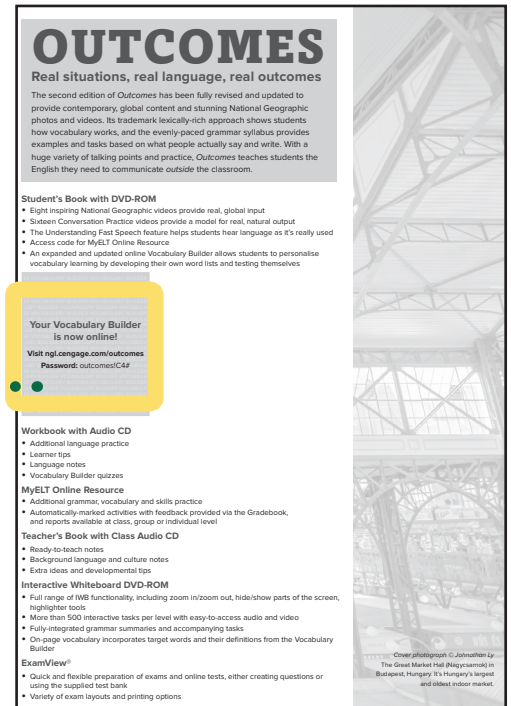 OUTCOMES
Real situations, real language, real outcomes
The second edition of Outcomes has been fully revised and updated to
provide contemporary, global content and stunning National Geographic
photos and videos. Its trademark lexically-rich approach shows students
how vocabulary works, and the evenly-paced grammar syllabus provides
examples and tasks based on what people actually say and write. With a
huge variety of talking points and practice, Outcomes teaches students the
English they need to communicate outside the classroom.
Student's Book with DVD-ROM
• Eight inspiring National Geographic videos provide real, global input
• Sixteen Conversation Practice videos provide a model for real, natural output
• The Understanding Fast Speech feature helps students hear language as it's really used
• Access code for MyELT Online Resource
• An expanded and updated online Vocabulary Builder allows students to personalise
vocabulary learning by developing their own word lists and testing themselves
Your Vocabulary Builder
is now online!
Visit ngl.cengage.com/outcomes
Password: outcomes!C4#
Workbook with Audio CD
• Additional language practice
• Learner tips
• Language notes
• Vocabulary Builder quizzes
MyELT Online Resource
• Additional grammar, vocabulary and skills practice
• Automatically-marked activities with feedback provided via the Gradebook,
and reports available at class, group or individual level
Teacher's Book with Class Audio CD
• Ready-to-teach notes
• Background language and culture notes
• Extra ideas and developmental tips
Interactive Whiteboard DVD-ROM
• Full range of IWB functionality, including zoom in/zoom out, hide/show parts of the screen,
highlighter tools
• More than 500 interactive tasks per level with easy-to-access audio and video
• Fully-integrated grammar summaries and accompanying tasks
• On-page vocabulary incorporates target words and their definitions from the Vocabulary
Builder
ExamView®
• Quick and flexible preparation of exams and online tests, either creating questions or
using the supplied test bank
• Variety of exam layouts and printing options
Cover photograph © Johnathan Ly
The Great Market Hall (Nagycsarnok) in
Budapest, Hungary. It's Hungary's largest
and oldest indoor market.